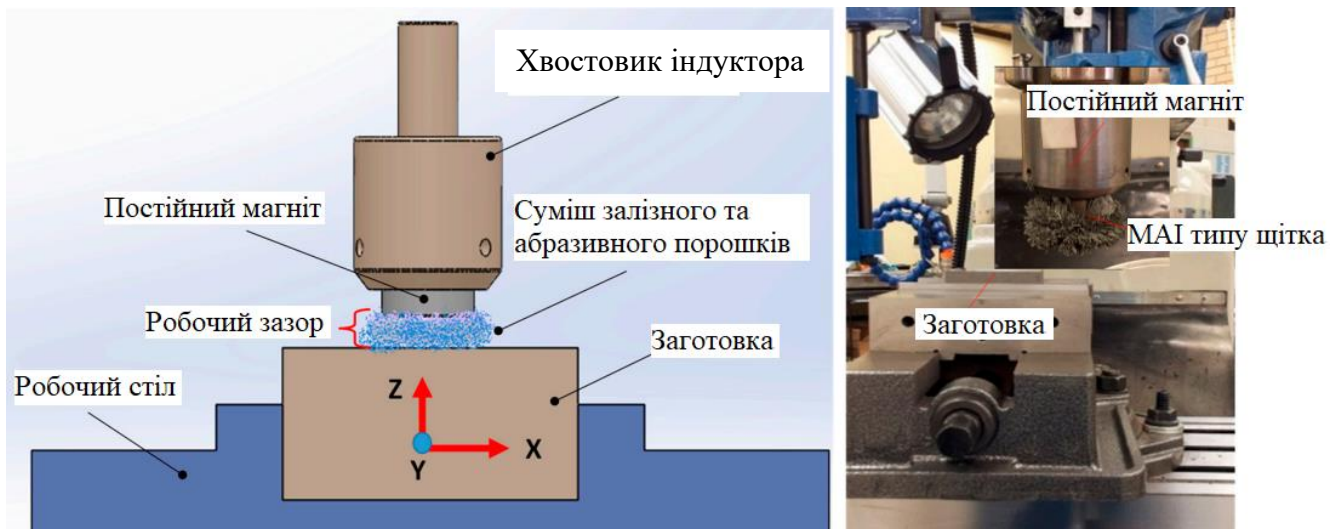 Хвостовик індуктора
Постійний магніт
Суміш залізного та
абразивного порошків
Робочий зазор
Заготовка
Робочий стіл
Z
X
Y
Постійний магніт
МАІ типу щітка
Заготовка